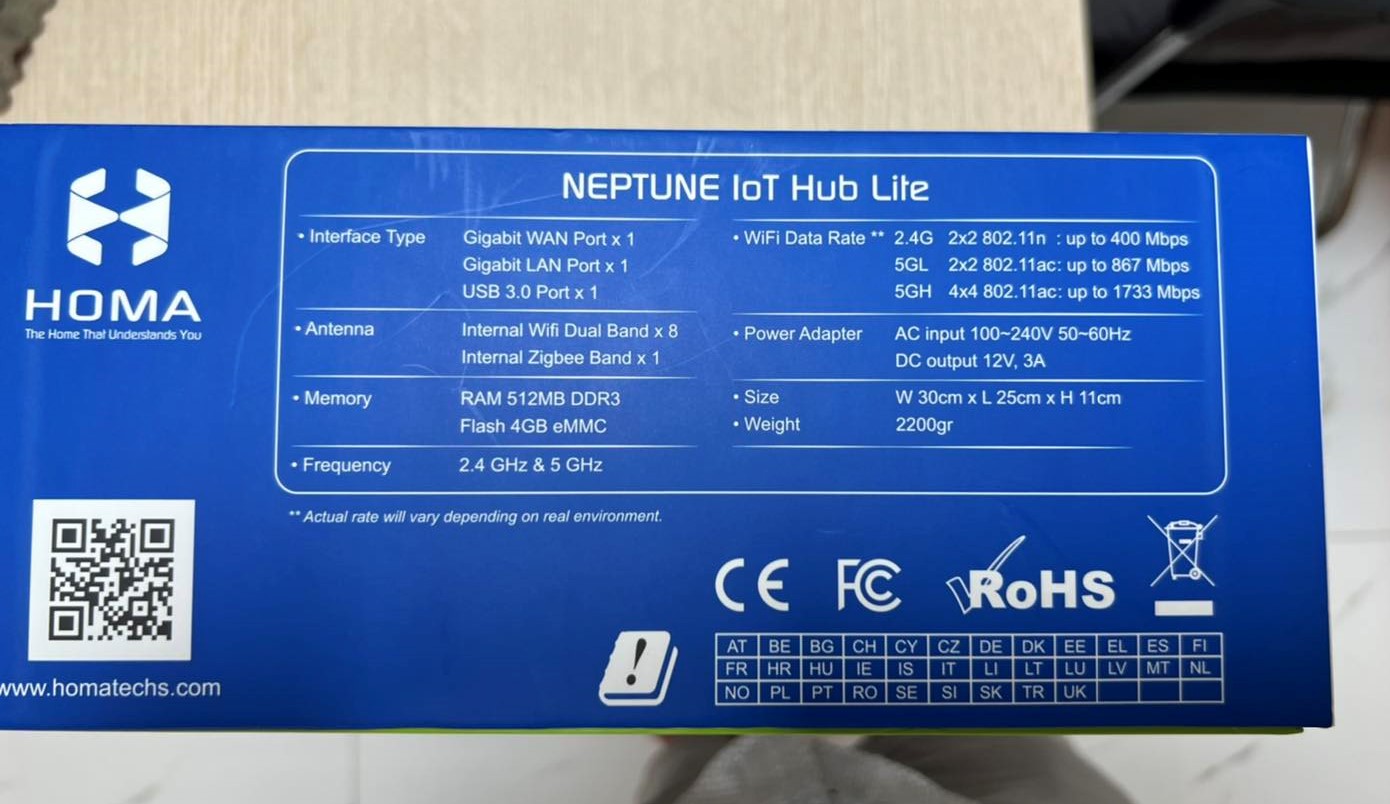 HOMA
The Home That Understands You
NEPTUNE IoT Hub Lite
• Interface Type Gigabit WAN Port x 1
Gigabit LAN Port x 1
USB 3.0 Port x 1
• Antenna Internal Wifi Dual Band x 8
Internal Zigbee Band x 1
• Memory RAM 512MB DDR3
Flash 4GB eMMC
• Frequency 2.4 GHz & 5 GHz
• WiFi Data Rate ** 2.4G 2x2 802.11n : up to 400 Mbps
5GL 2x2 802.11ac: up to 867 Mbps
5GH 4x4 802.11ac: up to 1733 Mbps
• Power Adapter AC input 100~240V 50~60Hz
DC output 12V, 3A
• Size W 30cm x L 25cm x H 11cm
• Weight 2200gr
** Actual rate will vary depending on real environment.
CE FC RoHS
!
AT BE BG CH CY CZ DE DK EE EL ES FI
FR HR HU IE IS IT LI LT LU LV MT NL
NO PL PT RO SE SI SK TR UK
www.homatechs.com